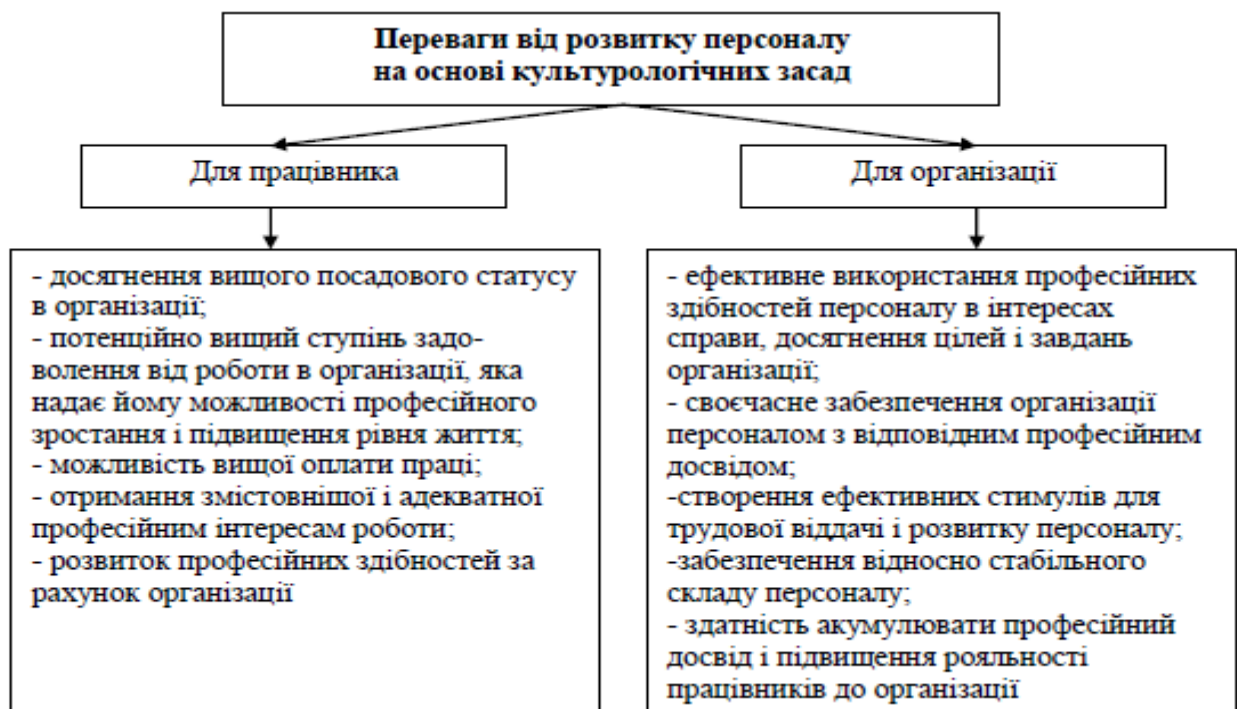 Переваги від розвитку персоналу
на основі культурологічних засад
Для працівника
- досягнення вищого посадового статусу
в організації;
- потенційно вищий ступінь задо-
волення від роботи в організації, яка
надає йому можливості професійного
зростання і підвищення рівня життя;
- можливість вищої оплати праці;
- отримання змістовнішої і адекватної
професійним інтересам роботи;
- розвиток професійних здібностей за
рахунок організації
Для організації
- ефективне використання професійних
здібностей персоналу в інтересах
справи, досягнення цілей і завдань
організації;
- своєчасне забезпечення організації
персоналом з відповідним професійним
досвідом;
-створення ефективних стимулів для
трудової віддачі і розвитку персоналу;
-забезпечення відносно стабільного
складу персоналу;
- здатність акумулювати професійний
досвід і підвищення рояльності
працівників до організації